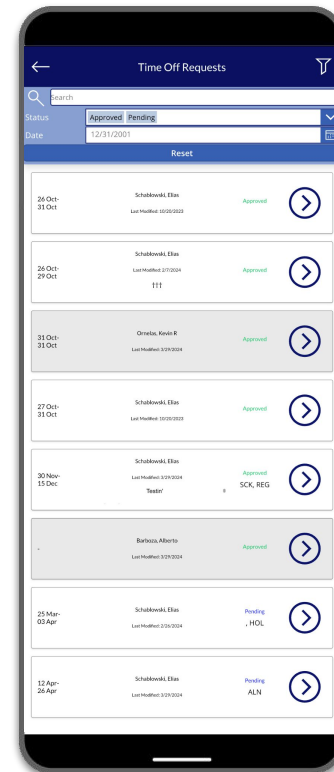 Time Off Requests
Search
Status
Approved Pending
Date
12/31/2001
Reset
26 Oct-
31 Oct
Schablowski, Elias
Last Modified: 10/20/2023
Approved
26 Oct-
29 Oct
Schablowski, Elias
Last Modified: 2/7/2024
†††
Approved
31 Oct-
31 Oct
Ornelas, Kevin R
Last Modified: 3/29/2024
Approved
27 Oct-
31 Oct
Schablowski, Elias
Last Modified: 10/20/2023
Approved
30 Nov-
15 Dec
Schablowski, Elias
Last Modified: 3/29/2024
Testin'
Approved
SCK, REG
-
Barboza, Alberto
Last Modified: 3/29/2024
Approved
25 Mar-
03 Apr
Schablowski, Elias
Last Modified: 2/26/2024
Pending
, HOL
12 Apr-
26 Apr
Schablowski, Elias
Last Modified: 3/29/2024
Pending
ALN